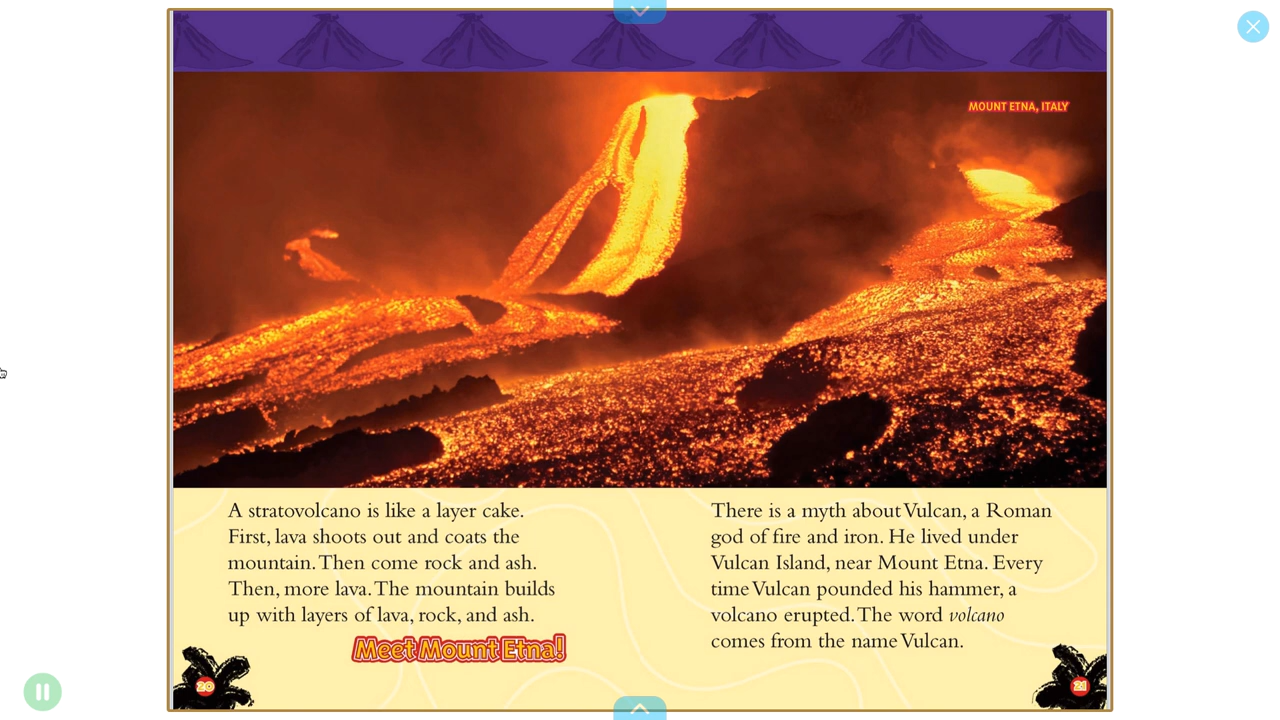 MOUNT ETNA, ITALY
A stratovolcano is like a layer cake.
First, lava shoots out and coats the
mountain. Then come rock and ash.
Then, more lava. The mountain builds
up with layers of lava, rock, and ash.
Meet Mount Etna!
20
There is a myth about Vulcan, a Roman
god of fire and iron. He lived under
Vulcan Island, near Mount Etna. Every
time Vulcan pounded his hammer, a
volcano erupted. The word volcano
comes from the name Vulcan.
21